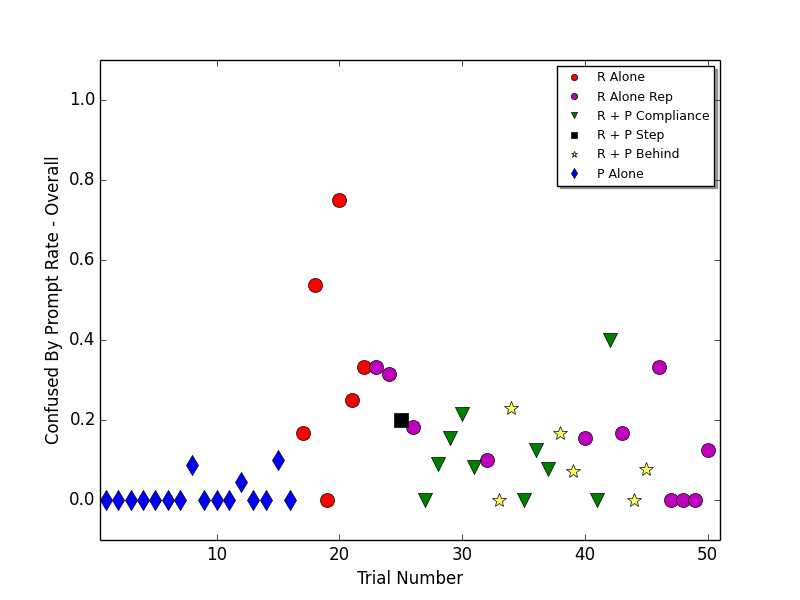 R Alone
R Alone Rep
R + P Compliance
R + P Step
R + P Behind
P Alone
1.0
0.8
0.6
0.4
0.2
0.0
Confused By Prompt Rate - Overall
10 20 30 40 50
Trial Number